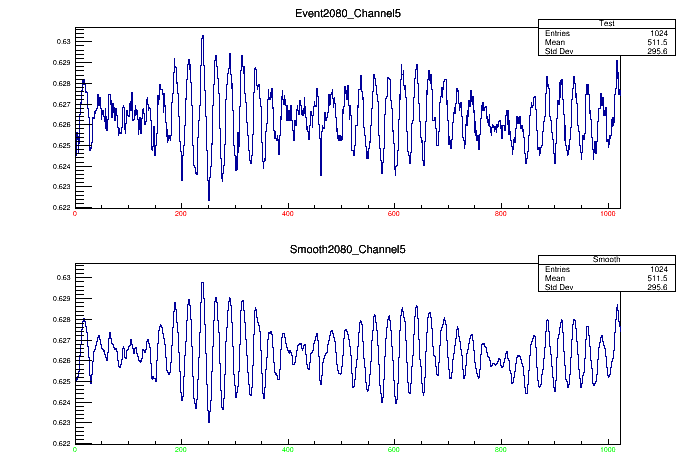 Event2080_Channel5
Test
Entries 1024
Mean 511.5
Std Dev 295.6
0.63
0.629
0.628
0.627
0.626
0.625
0.624
0.623
0.622
0 200 400 600 800 1000
Smooth2080_Channel5
Smooth
Entries 1024
Mean 511.5
Std Dev 295.6
0.63
0.629
0.628
0.627
0.626
0.625
0.624
0.623
0.622
0 200 400 600 800 1000